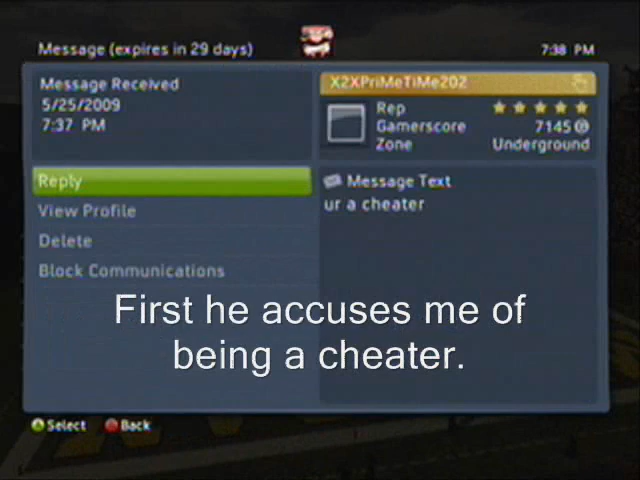 Message (expires in 29 days)
7:38 PM
Message Received
5/25/2009
7:37 PM
X2XPriMeTiMe202
Rep
Gamerscore 7145 G
Zone Underground
Reply
View Profile
Delete
Block Communications
Message Text
ur a cheater
First he accuses me of
being a cheater.
A Select B Back